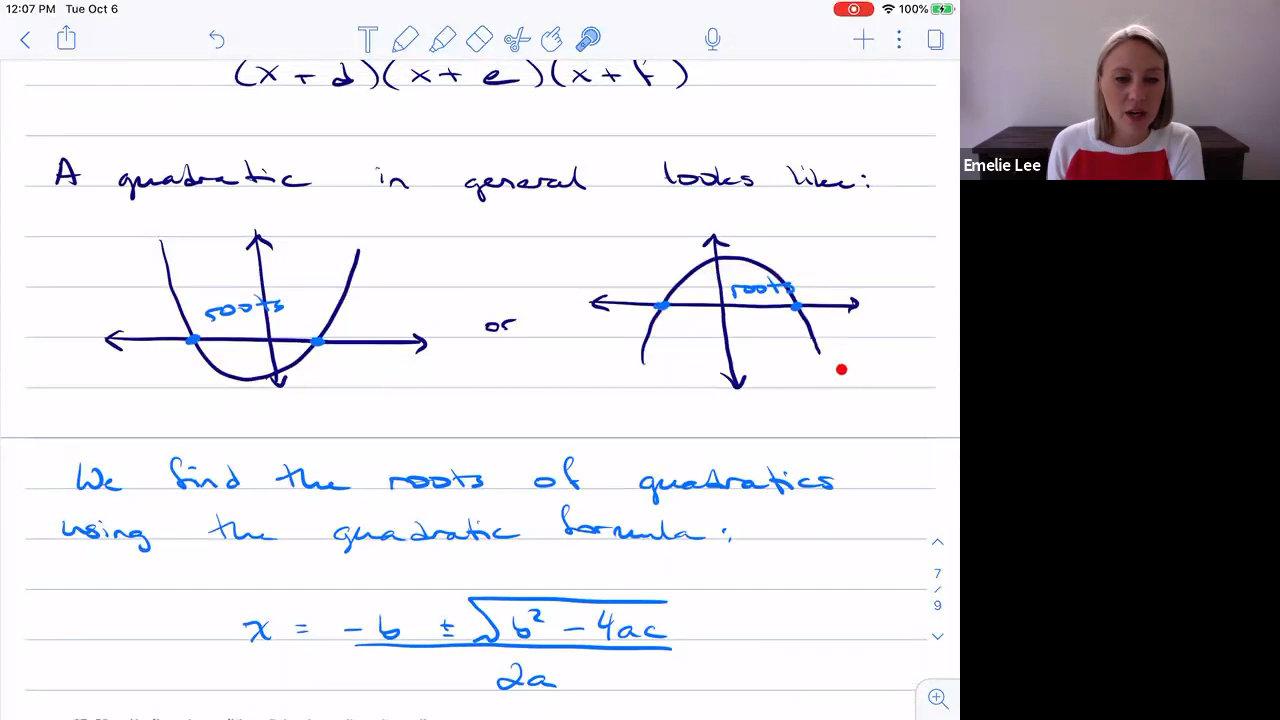 12:07 PM Tue Oct 6
100%
T
(x + d)(x + e)(x + f)
Emelie Lee
A quadratic in general looks like:
roots
or
roots
We find the roots of quadratics
using the quadratic formula:
7
/
9
x = -b ± √b² - 4ac
2a